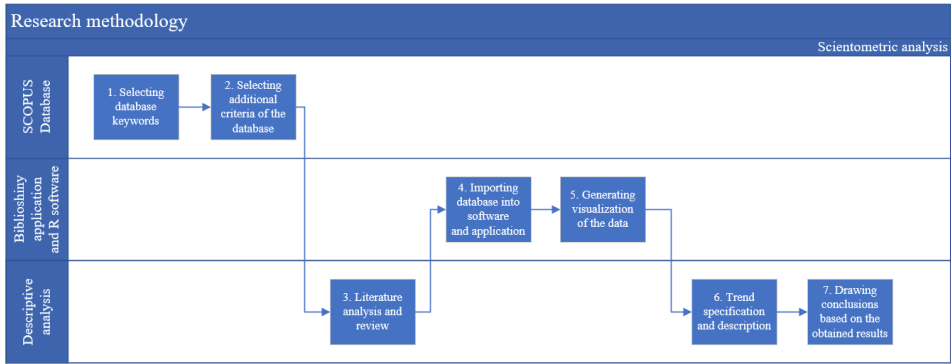 Research methodology
Scientometric analysis
SCOPUS
Database
1. Selecting
database
keywords
2. Selecting
additional
criteria of the
database
Biblioshiny
application
and R software
4. Importing
database into
software
and application
5. Generating
visualization
of the data
Descriptive
analysis
3. Literature
analysis and
review
6. Trend
specification
and description
7. Drawing
conclusions
based on the
obtained results